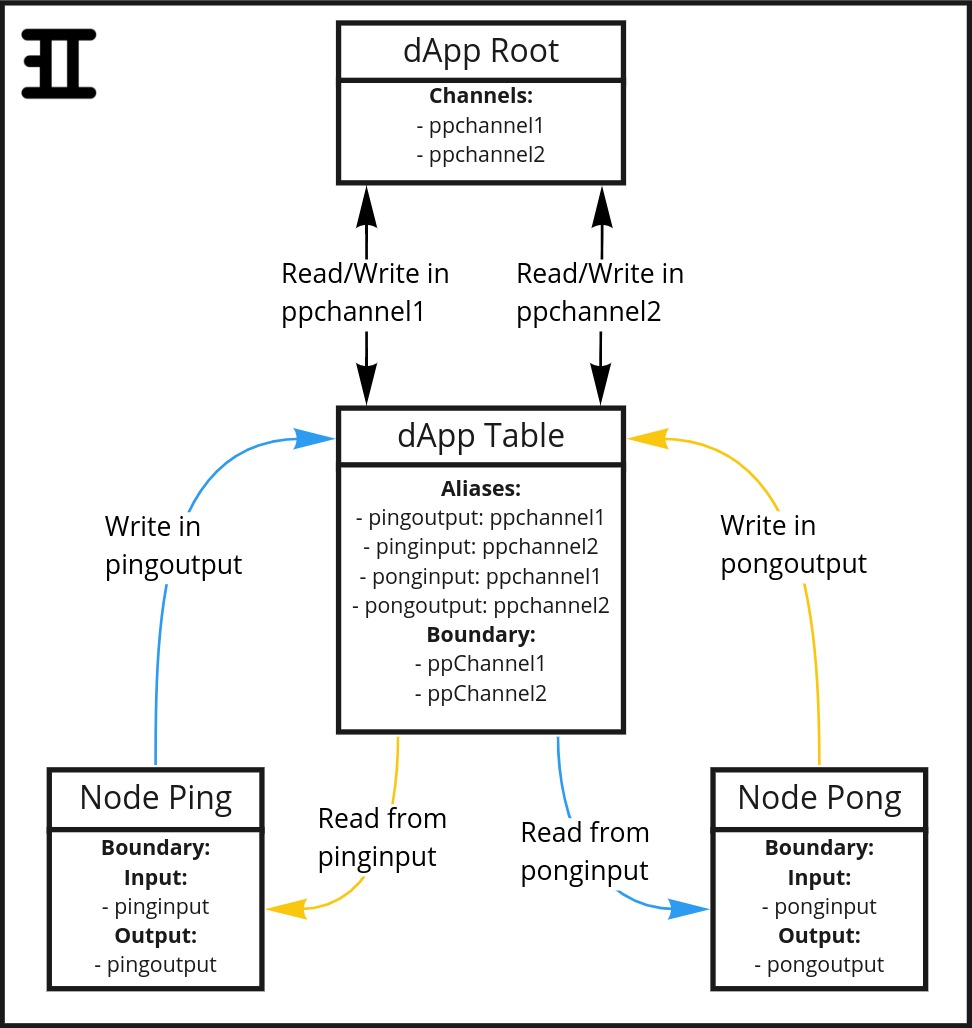 dApp Root
Channels:
- ppchannel1
- ppchannel2
Read/Write in
ppchannel1
Read/Write in
ppchannel2
dApp Table
Aliases:
- pingoutput: ppchannel1
- pinginput: ppchannel2
- ponginput: ppchannel1
- pongoutput: ppchannel2
Boundary:
- ppChannel1
- ppChannel2
Write in
pingoutput
Write in
pongoutput
Read from
pinginput
Read from
ponginput
Node Ping
Boundary:
Input:
- pinginput
Output:
- pingoutput
Node Pong
Boundary:
Input:
- ponginput
Output:
- pongoutput